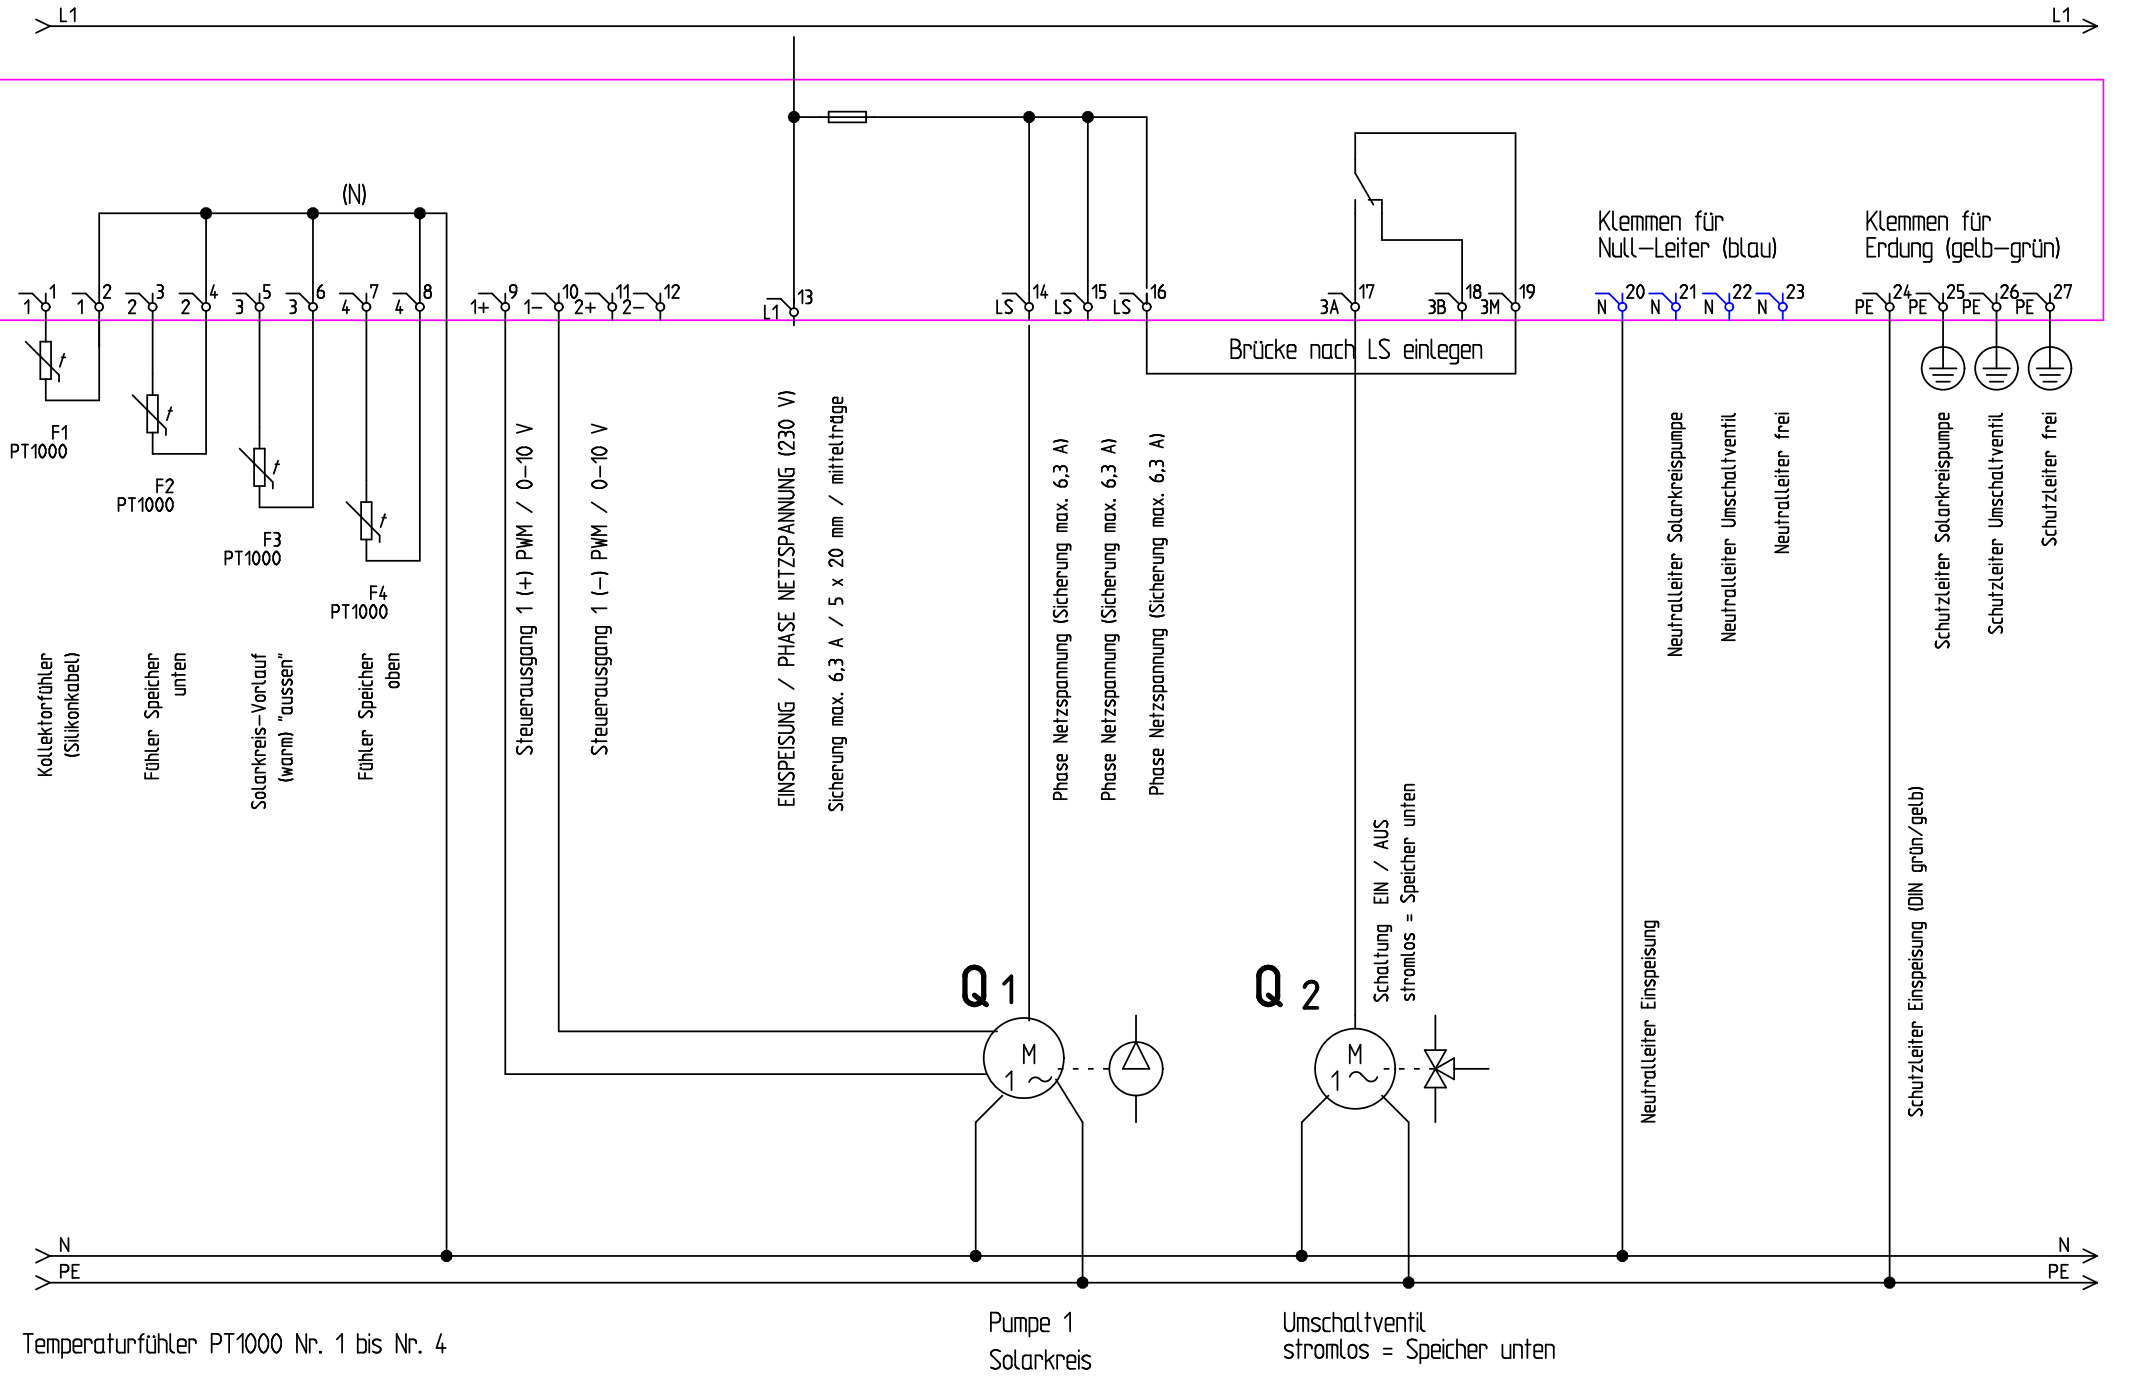 L1
L1
(N)
Klemmen für
Null-Leiter (blau)
Klemmen für
Erdung (gelb-grün)
1 2 3 4 5 6 7 8 9 10 11 12 13 14 15 16 17 18 19 20 21 22 23 24 25 26 27
1 1 2 2 3 3 4 4 1+ 1- 2+ 2- L1 LS LS LS 3A 3B 3M N N N N PE PE PE PE
Brücke nach LS einlegen
t
F1
PT1000
t
F2
PT1000
t
F3
PT1000
t
F4
PT1000
Kollektorfühler
(Silikonkabel)
Fühler Speicher
unten
Solarkreis-Vorlauf
(warm) "aussen"
Fühler Speicher
oben
Steuerausgang 1 (+) PWM / 0-10 V
Steuerausgang 1 (-) PWM / 0-10 V
EINSPEISUNG / PHASE NETZSPANNUNG (230 V)
Sicherung max. 6,3 A / 5 x 20 mm / mittelträge
Phase Netzspannung (Sicherung max. 6,3 A)
Phase Netzspannung (Sicherung max. 6,3 A)
Phase Netzspannung (Sicherung max. 6,3 A)
Schaltung EIN / AUS
stromlos = Speicher unten
Neutralleiter Einspeisung
Neutralleiter Solarkreispumpe
Neutralleiter Umschaltventil
Neutralleiter frei
Schutzleiter Einspeisung (DIN grün/gelb)
Schutzleiter Solarkreispumpe
Schutzleiter Umschaltventil
Schutzleiter frei
Q 1
M
1 ~
Q 2
M
1 ~
N
N
PE
PE
Temperaturfühler PT1000 Nr. 1 bis Nr. 4
Pumpe 1
Solarkreis
Umschaltventil
stromlos = Speicher unten